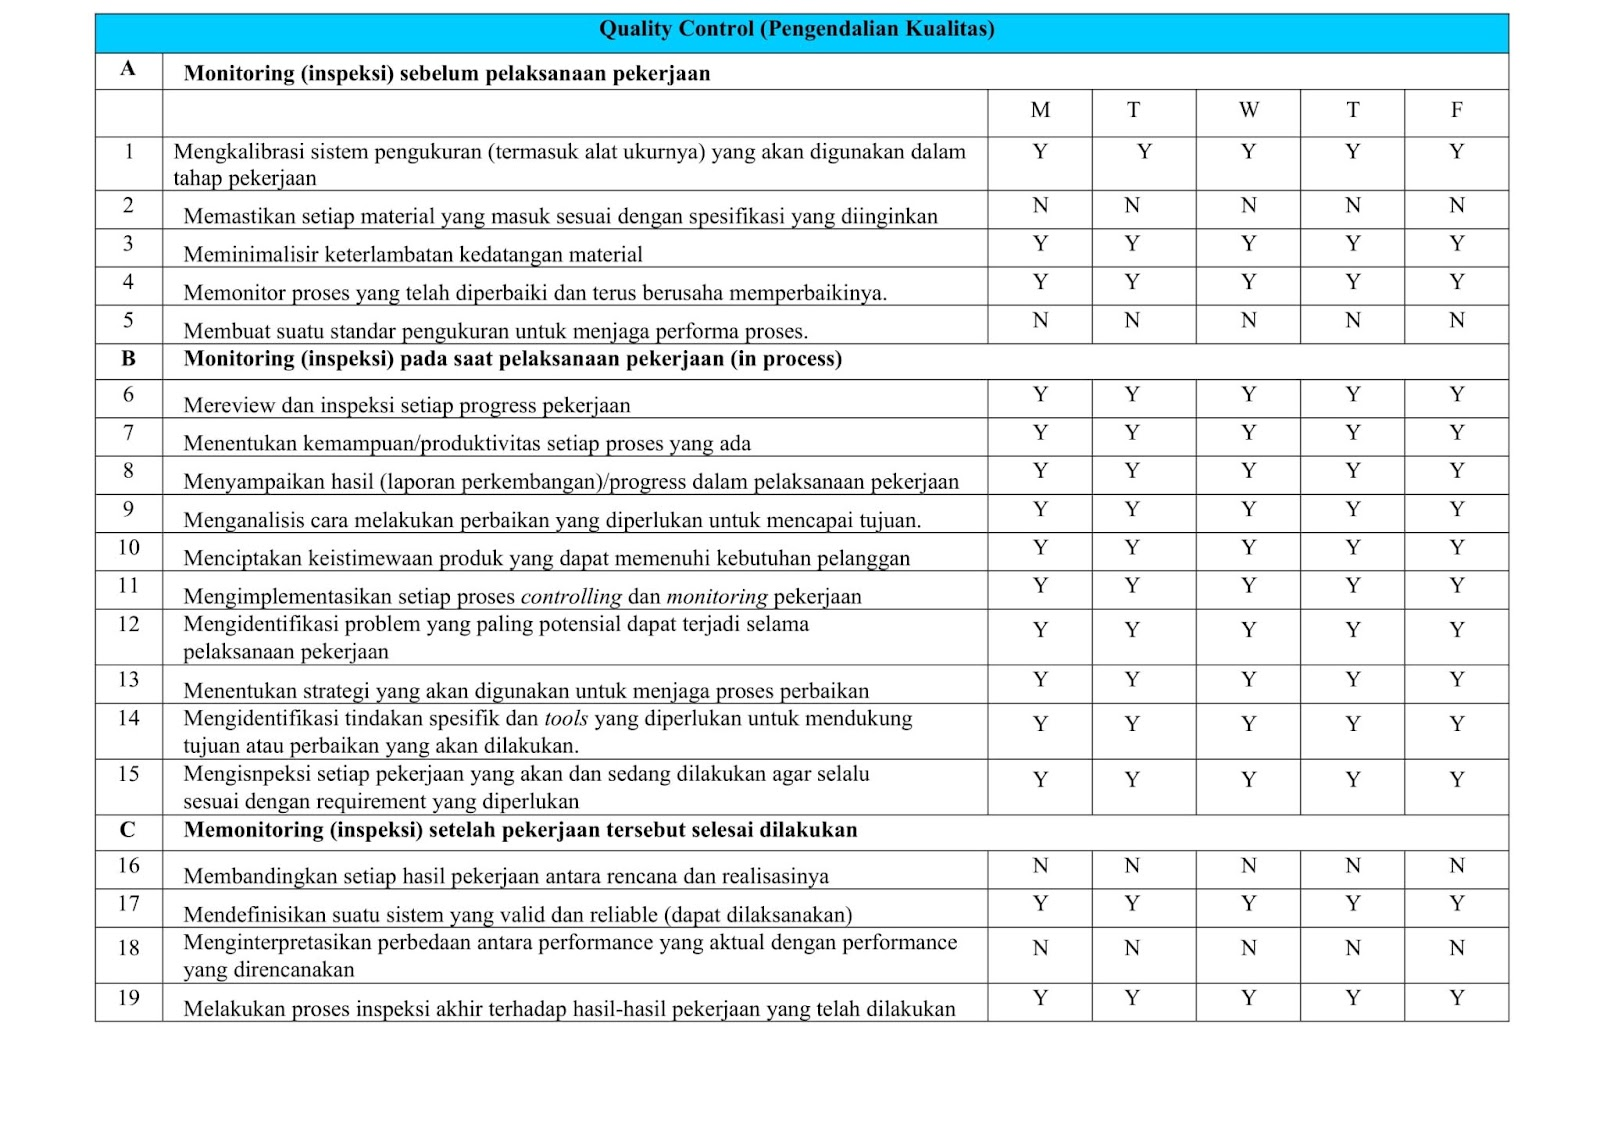 Quality Control (Pengendalian Kualitas)
A Monitoring (inspeksi) sebelum pelaksanaan pekerjaan
M T W T F
1 Mengkalibrasi sistem pengukuran (termasuk alat ukurnya) yang akan digunakan dalam Y Y Y Y Y
tahap pekerjaan
2 Memastikan setiap material yang masuk sesuai dengan spesifikasi yang diinginkan N N N N N
3 Meminimalisir keterlambatan kedatangan material Y Y Y Y Y
4 Memonitor proses yang telah diperbaiki dan terus berusaha memperbaikinya. Y Y Y Y Y
5 Membuat suatu standar pengukuran untuk menjaga performa proses. N N N N N
B Monitoring (inspeksi) pada saat pelaksanaan pekerjaan (in process)
6 Mereview dan inspeksi setiap progress pekerjaan Y Y Y Y Y
7 Menentukan kemampuan/produktivitas setiap proses yang ada Y Y Y Y Y
8 Menyampaikan hasil (laporan perkembangan)/progress dalam pelaksanaan pekerjaan Y Y Y Y Y
9 Menganalisis cara melakukan perbaikan yang diperlukan untuk mencapai tujuan. Y Y Y Y Y
10 Menciptakan keistimewaan produk yang dapat memenuhi kebutuhan pelanggan Y Y Y Y Y
11 Mengimplementasikan setiap proses controlling dan monitoring pekerjaan Y Y Y Y Y
12 Mengidentifikasi problem yang paling potensial dapat terjadi selama Y Y Y Y Y
pelaksanaan pekerjaan
13 Menentukan strategi yang akan digunakan untuk menjaga proses perbaikan Y Y Y Y Y
14 Mengidentifikasi tindakan spesifik dan tools yang diperlukan untuk mendukung Y Y Y Y Y
tujuan atau perbaikan yang akan dilakukan.
15 Mengisnpeksi setiap pekerjaan yang akan dan sedang dilakukan agar selalu Y Y Y Y Y
sesuai dengan requirement yang diperlukan
C Memonitoring (inspeksi) setelah pekerjaan tersebut selesai dilakukan
16 Membandingkan setiap hasil pekerjaan antara rencana dan realisasinya N N N N N
17 Mendefinisikan suatu sistem yang valid dan reliable (dapat dilaksanakan) Y Y Y Y Y
18 Menginterpretasikan perbedaan antara performance yang aktual dengan performance N N N N N
yang direncanakan
19 Melakukan proses inspeksi akhir terhadap hasil-hasil pekerjaan yang telah dilakukan Y Y Y Y Y